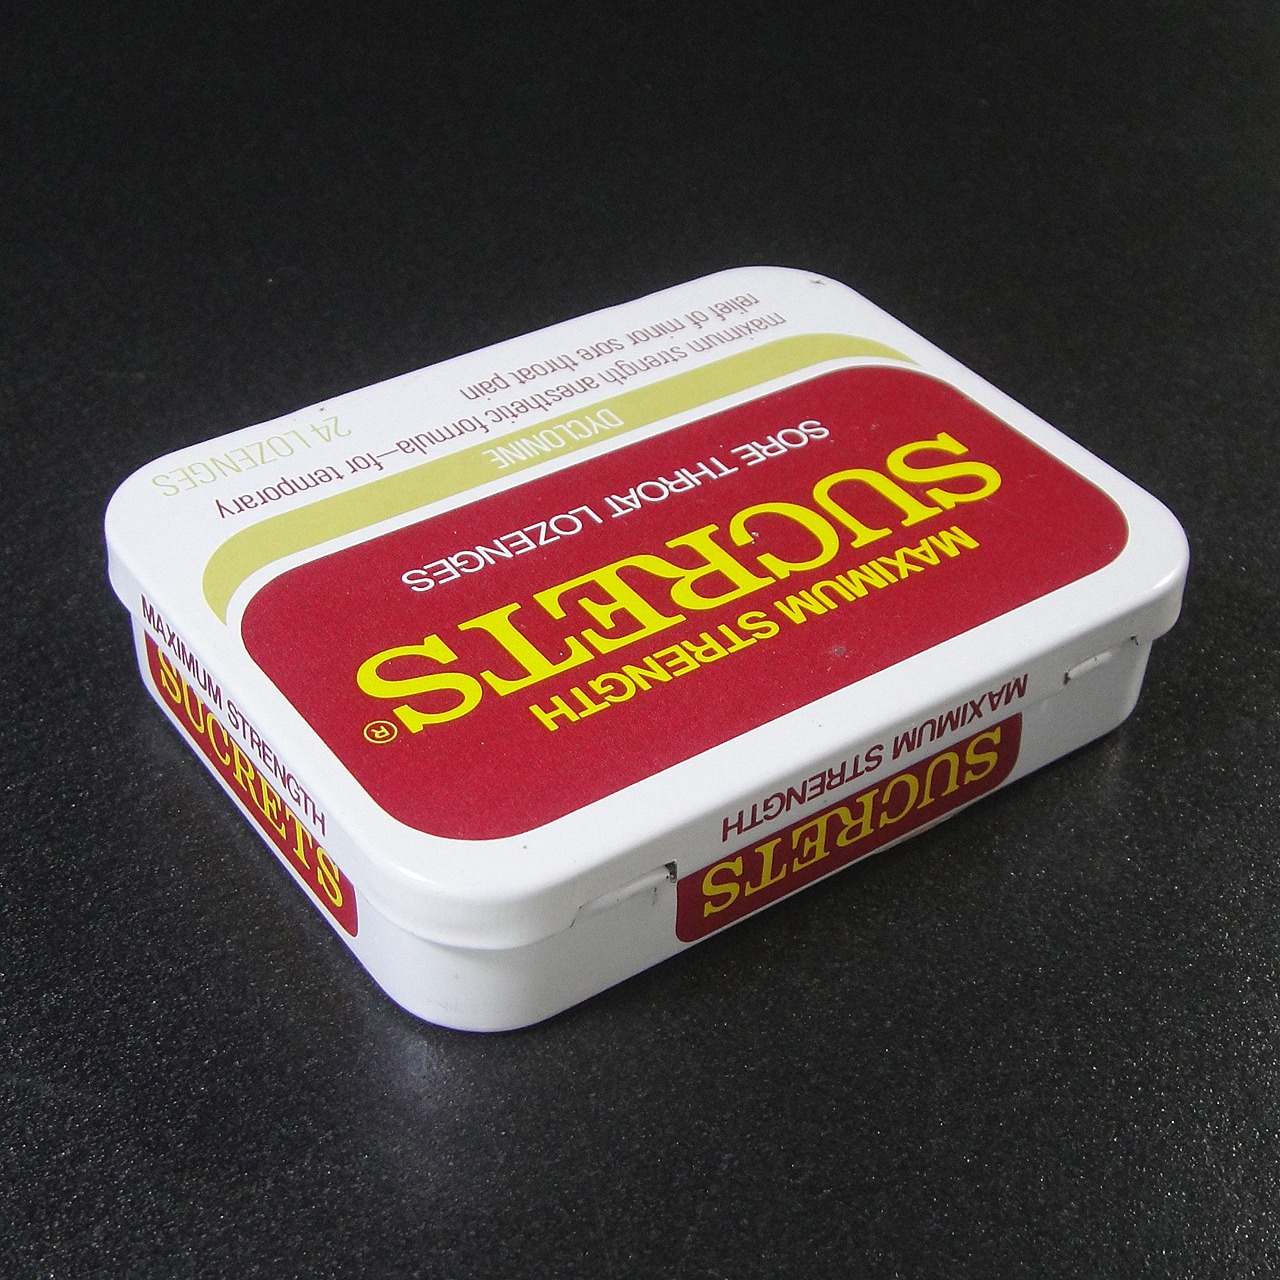 MAXIMUM STRENGTH
SUCRETS®
SORE THROAT LOZENGES
DYCLONINE
maximum strength anesthetic formula—for temporary
relief of minor sore throat pain
24 LOZENGES
MAXIMUM STRENGTH
SUCRETS
MAXIMUM STRENGTH
SUCRETS